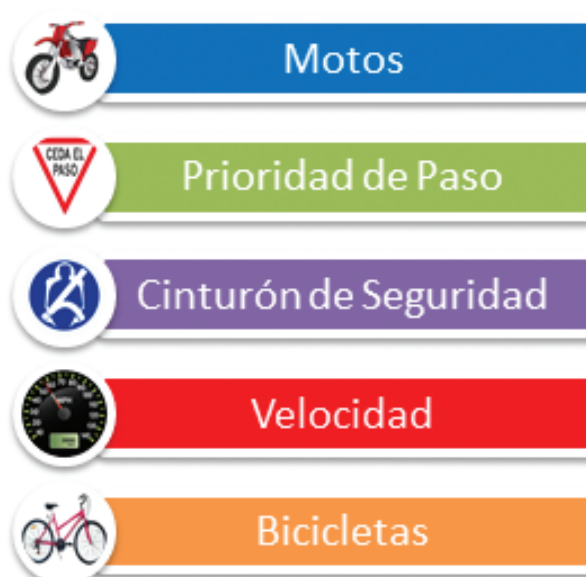 Motos
CEDA EL
PASO
Prioridad de Paso
Cinturón de Seguridad
Velocidad
Bicicletas